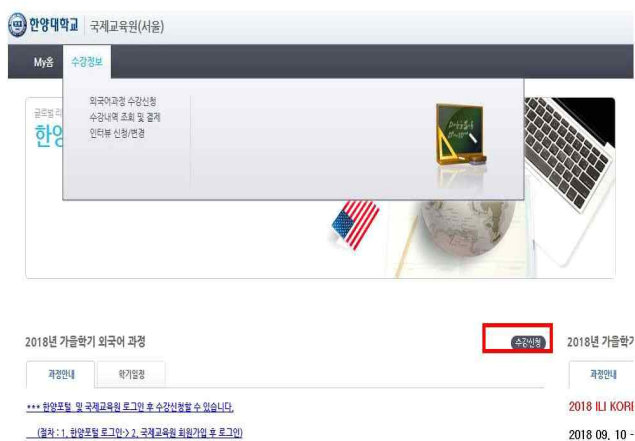 한양대학교 국제교육원(서울)
My홈 수강정보
외국어과정 수강신청
수강내역 조회 및 결제
인터뷰 신청/변경
글로벌 리
한양
2018년 가을학기 외국어 과정 수강신청
과정안내 학기일정
*** 한양포털 및 국제교육원 로그인 후 수강신청할 수 있습니다.
(절차 : 1. 한양포털 로그인-> 2. 국제교육원 회원가입 후 로그인)
2018년 가을학기
과정안내
2018 ILI KORE
2018 09. 10 -